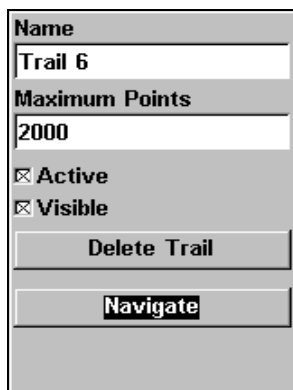 Name
Trail 6
Maximum Points
2000
Active
Visible
Delete Trail
Navigate